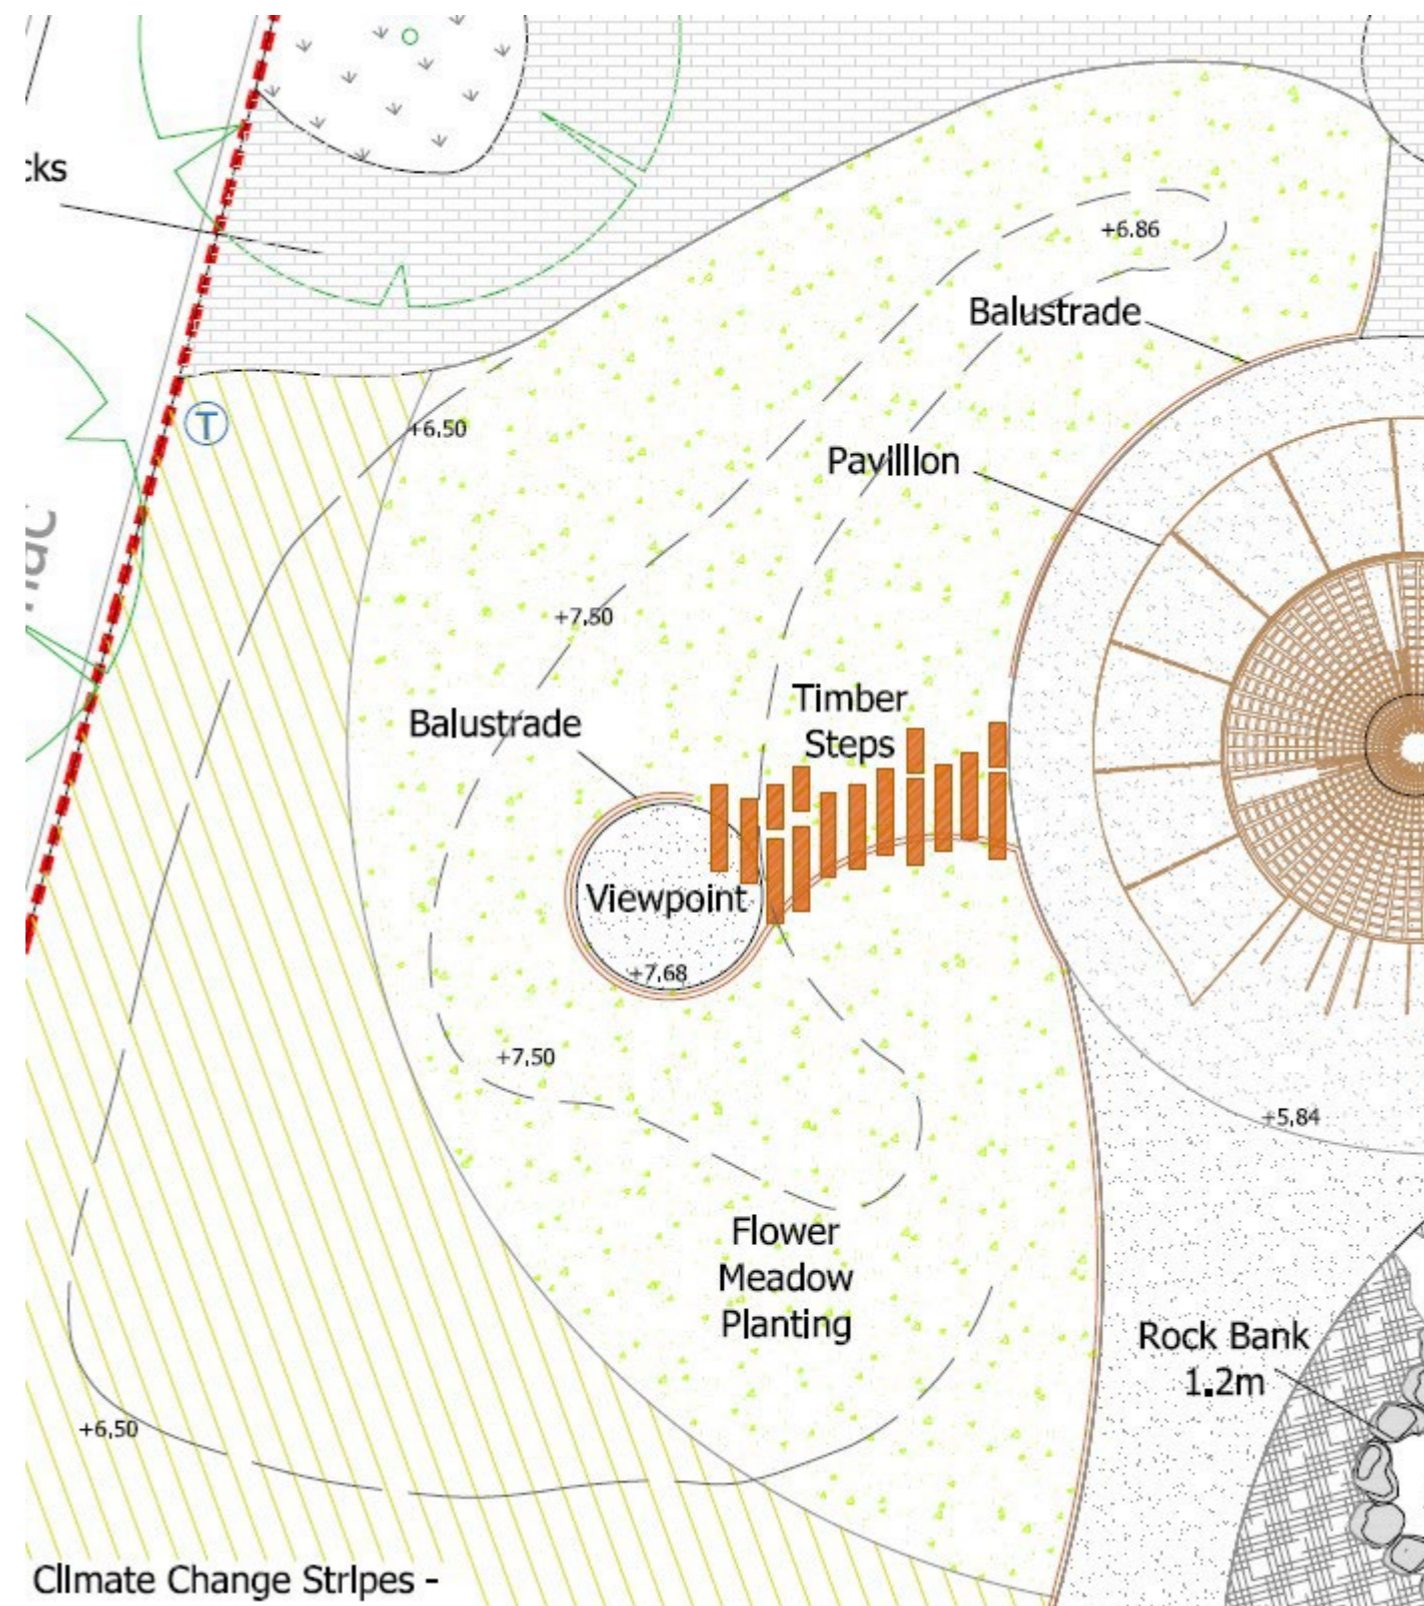 cks
+6.86
Balustrade
T
+6.50
Pavillion
+7.50
Timber
Steps
Balustrade
Viewpoint
+7.68
+7.50
+5.84
Flower
Meadow
Planting
Rock Bank
1.2m
+6.50
Climate Change Stripes -